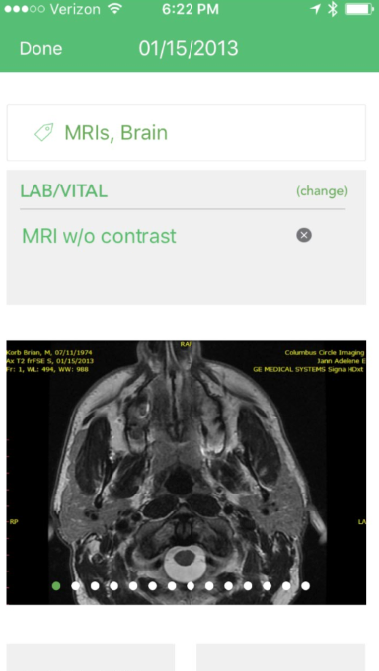 Verizon 6:22 PM
Done 01/15/2013
MRIs, Brain
LAB/VITAL (change)
MRI w/o contrast
RAI
Korb Brian, M, 07/11/1974 Columbus Circle Imaging
Ax T2 frFSE S, 01/15/2013 Jann Adelene E
Fr: 1, WL: 494, WW: 988 GE MEDICAL SYSTEMS Signa HDxt
RP LA